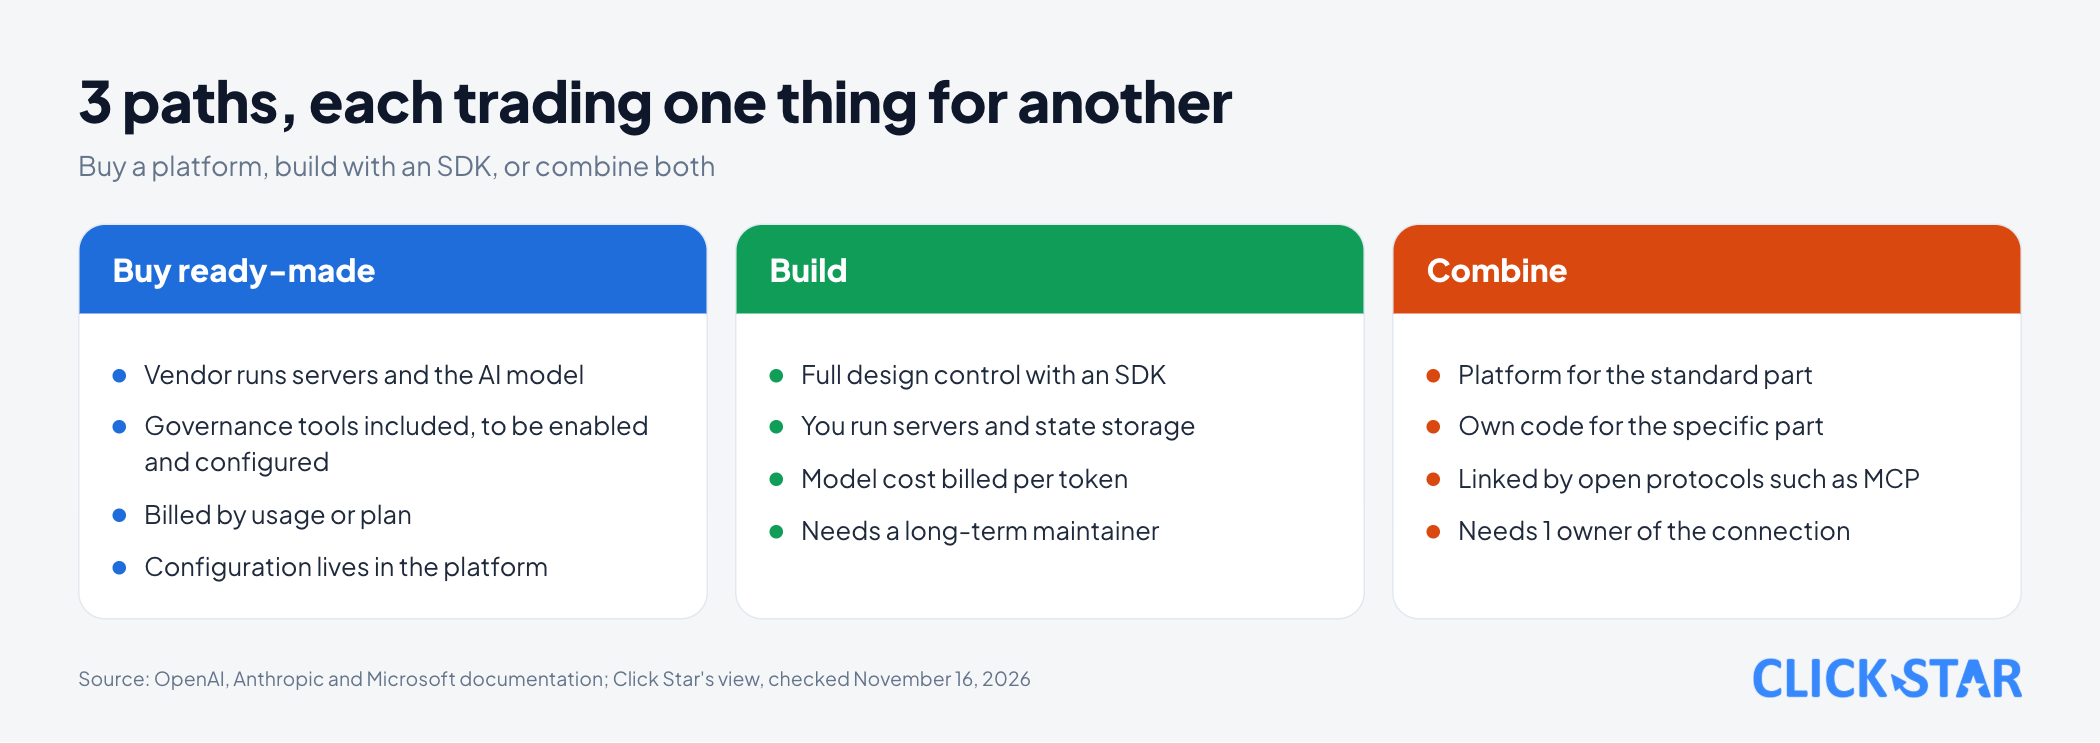 3 paths, each trading one thing for another
Buy a platform, build with an SDK, or combine both
Buy ready-made
Vendor runs servers and the AI model
Governance tools included, to be enabled
and configured
Billed by usage or plan
Configuration lives in the platform
Build
Full design control with an SDK
You run servers and state storage
Model cost billed per token
Needs a long-term maintainer
Combine
Platform for the standard part
Own code for the specific part
Linked by open protocols such as MCP
Needs 1 owner of the connection
Source: OpenAI, Anthropic and Microsoft documentation; Click Star's view, checked November 16, 2026
CLICK STAR